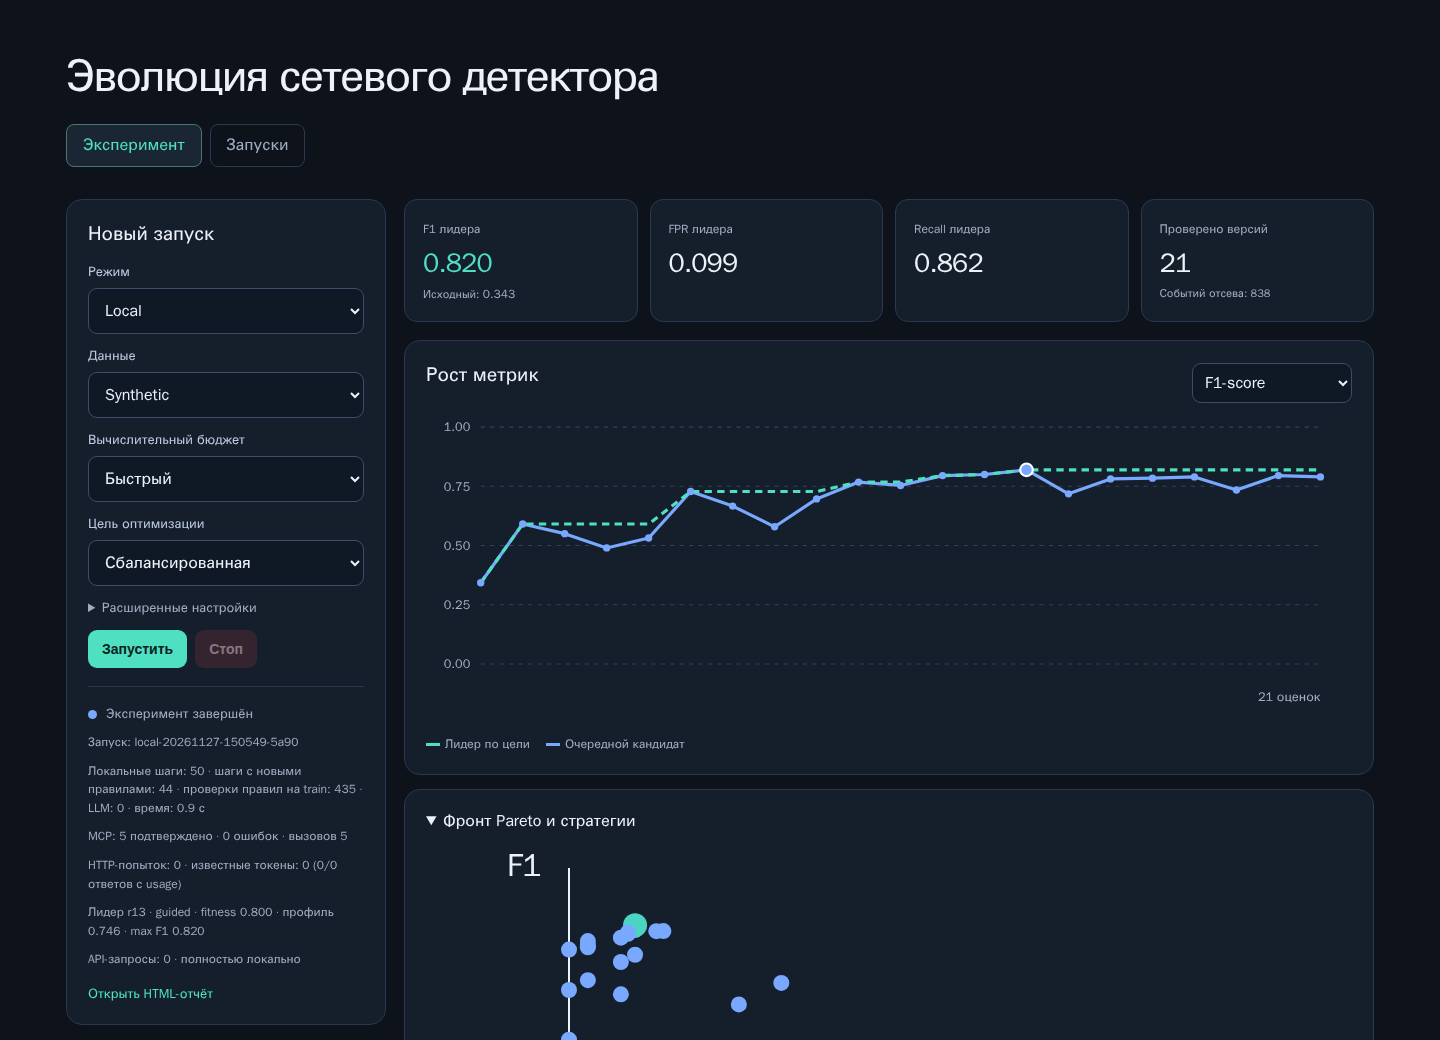 Эволюция сетевого детектора
Эксперимент
Запуски
Новый запуск
Режим
Local
Данные
Synthetic
Вычислительный бюджет
Быстрый
Цель оптимизации
Сбалансированная
Расширенные настройки
Запустить
Стоп
Эксперимент завершён
Запуск: local-20261127-150549-5a90
Локальные шаги: 50 · шаги с новыми
правилами: 44 · проверки правил на train: 435 ·
LLM: 0 · время: 0.9 с
MCP: 5 подтверждено · 0 ошибок · вызовов 5
HTTP-попыток: 0 · известные токены: 0 (0/0
ответов с usage)
Лидер r13 · guided · fitness 0.800 · профиль
0.746 · max F1 0.820
API-запросы: 0 · полностью локально
Открыть HTML-отчёт
F1 лидера
0.820
Исходный: 0.343
FPR лидера
0.099
Recall лидера
0.862
Проверено версий
21
Событий отсева: 838
Рост метрик
F1-score
1.00
0.75
0.50
0.25
0.00
21 оценок
Лидер по цели
Очередной кандидат
Фронт Pareto и стратегии
F1